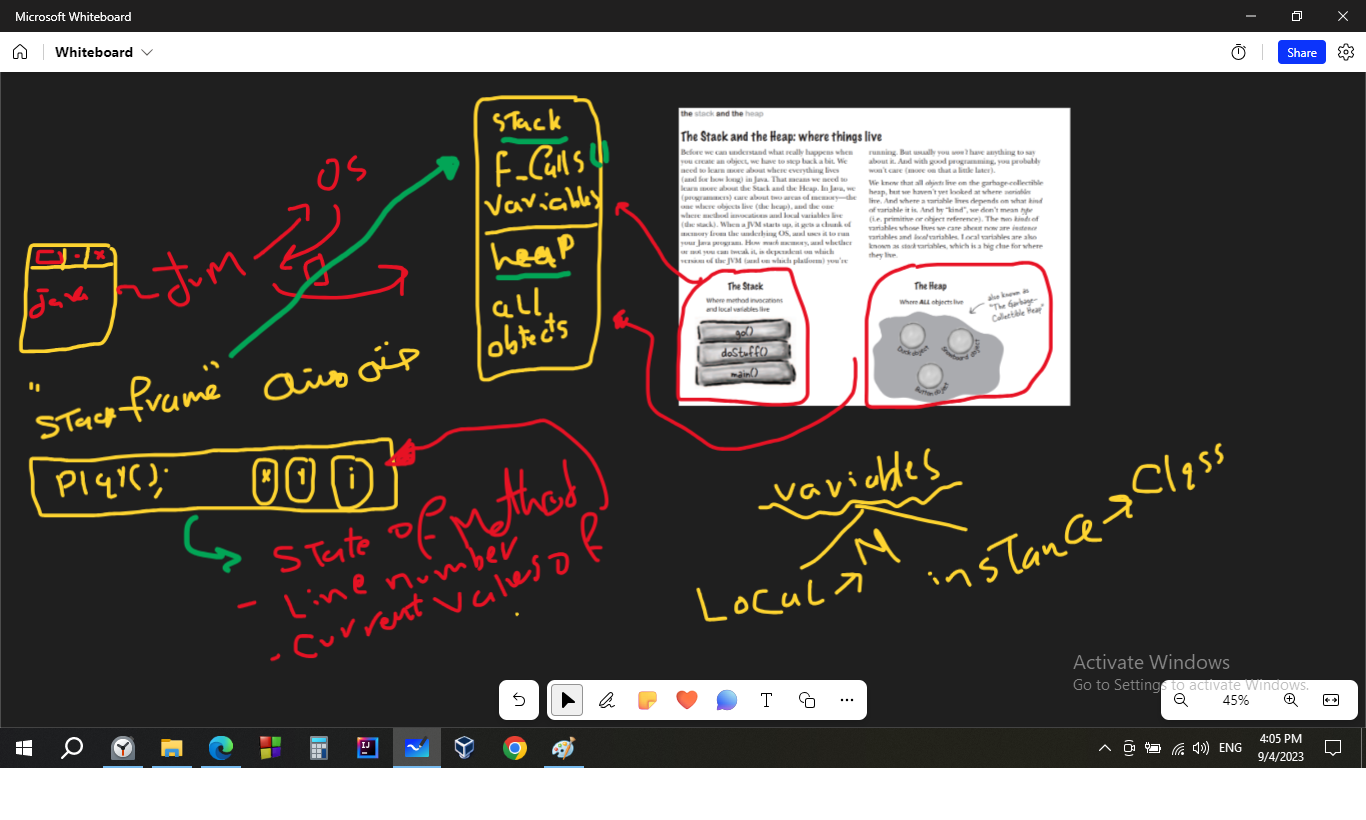 Microsoft Whiteboard
Whiteboard
Share
OS
Java
JVM
Stack
F_Calls
variables
heap
all
objects
the stack and the heap
The Stack and the Heap: where things live
Before we can understand what really happens when
you create an object, we have to step back a bit. We
need to learn more about where everything lives
(and for how long) in Java. That means we need to
learn more about the Stack and the Heap. In Java, we
(programmers) care about two areas of memory—the
one where objects live (the heap), and the one
where method invocations and local variables live
(the stack). When a JVM starts up, it gets a chunk of
memory from the underlying OS, and uses it to run
your Java program. How much memory, and whether
or not you can tweak it, is dependent on which
version of the JVM (and on which platform) you're
running. But usually you won't have anything to say
about it. And with good programming, you probably
won't care (more on that a little later).
We know that all objects live on the garbage-collectible
heap, but we haven't yet looked at where variables
live. And where a variable lives depends on what kind
of variable it is. And by "kind", we don't mean type
(i.e. primitive or object reference). The two kinds of
variables whose lives we care about now are instance
variables and local variables. Local variables are also
known as stack variables, which is a big clue for where
they live.
The Stack
Where method invocations
and local variables live
go()
doStuff()
main()
The Heap
Where ALL objects live
also known as
"The Garbage-
Collectible Heap"
Duck object
Snowboard object
Button object
"Stack frame"
Play();
x
y
i
State of Method
- Line number
- Current values of
variables
Local
M
instance
Class
Activate Windows
Go to Settings to activate Windows.
45%
ENG
4:05 PM
9/4/2023